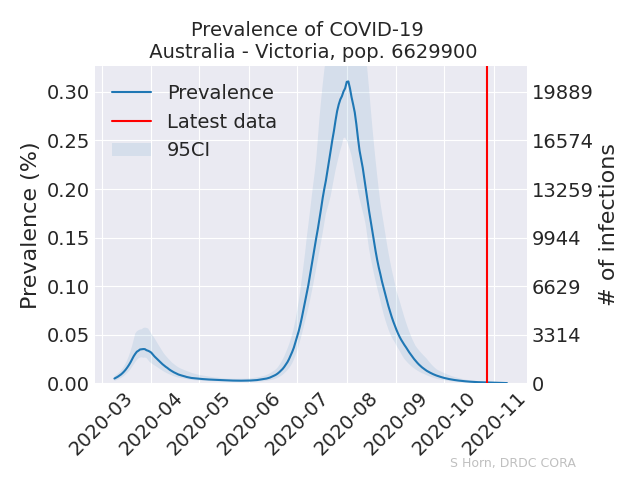 Prevalence of COVID-19
Australia - Victoria, pop. 6629900
Prevalence
Latest data
95CI
Prevalence (%)
0.30
0.25
0.20
0.15
0.10
0.05
0.00
19889
16574
13259
9944
6629
3314
0
# of infections
2020-03
2020-04
2020-05
2020-06
2020-07
2020-08
2020-09
2020-10
2020-11
S Horn, DRDC CORA